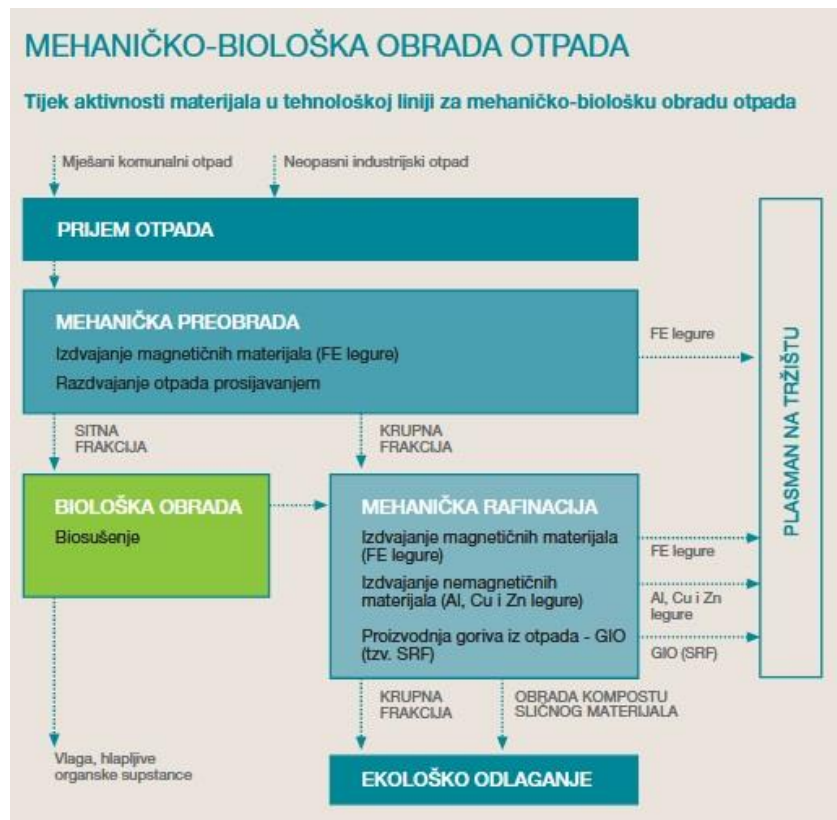 MEHANIČKO-BIOLOŠKA OBRADA OTPADA
Tijek aktivnosti materijala u tehnološkoj liniji za mehaničko-biološku obradu otpada
Mješani komunalni otpad
Neopasni industrijski otpad
PRIJEM OTPADA
MEHANIČKA PREOBRADA
Izdvajanje magnetičnih materijala (FE legure)
Razdvajanje otpada prosijavanjem
FE legure
SITNA
FRAKCIJA
KRUPNA
FRAKCIJA
BIOLOŠKA OBRADA
Biosušenje
MEHANIČKA RAFINACIJA
Izdvajanje magnetičnih materijala
(FE legure)
Izdvajanje nemagnetičnih
materijala (Al, Cu i Zn legure)
Proizvodnja goriva iz otpada - GIO
(tzv. SRF)
FE legure
Al, Cu i Zn
legure
GIO (SRF)
PLASMAN NA TRŽIŠTU
KRUPNA
FRAKCIJA
OBRADA KOMPOSTU
SLIČNOG MATERIJALA
Vlaga, hlapljive
organske supstance
EKOLOŠKO ODLAGANJE